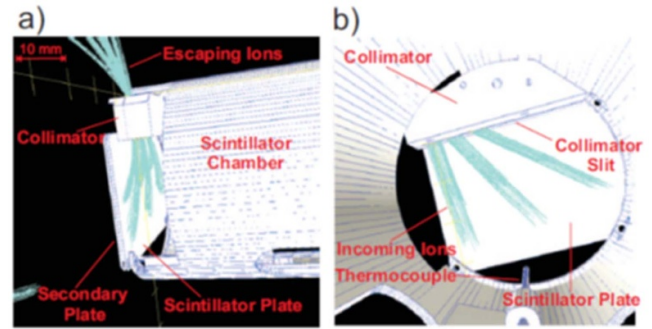 a)
10 mm
Escaping Ions
Collimator
Scintillator
Chamber
Secondary
Plate
Scintillator Plate
b)
Collimator
Collimator
Slit
Incoming Ions
Thermocouple
Scintillator Plate